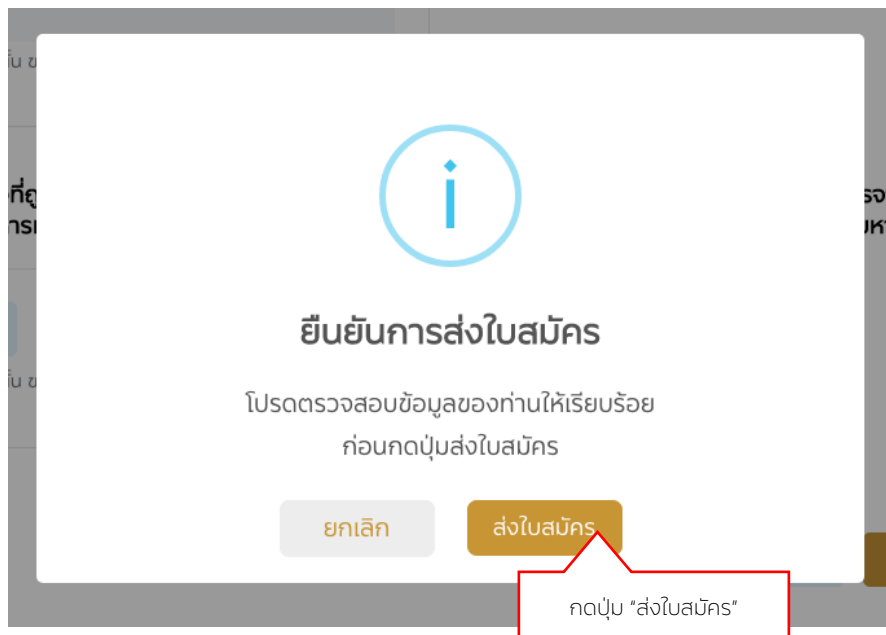 ยืนยันการส่งใบสมัคร
โปรดตรวจสอบข้อมูลของท่านให้เรียบร้อย
ก่อนกดปุ่มส่งใบสมัคร
ยกเลิก
ส่งใบสมัคร
กดปุ่ม "ส่งใบสมัคร"